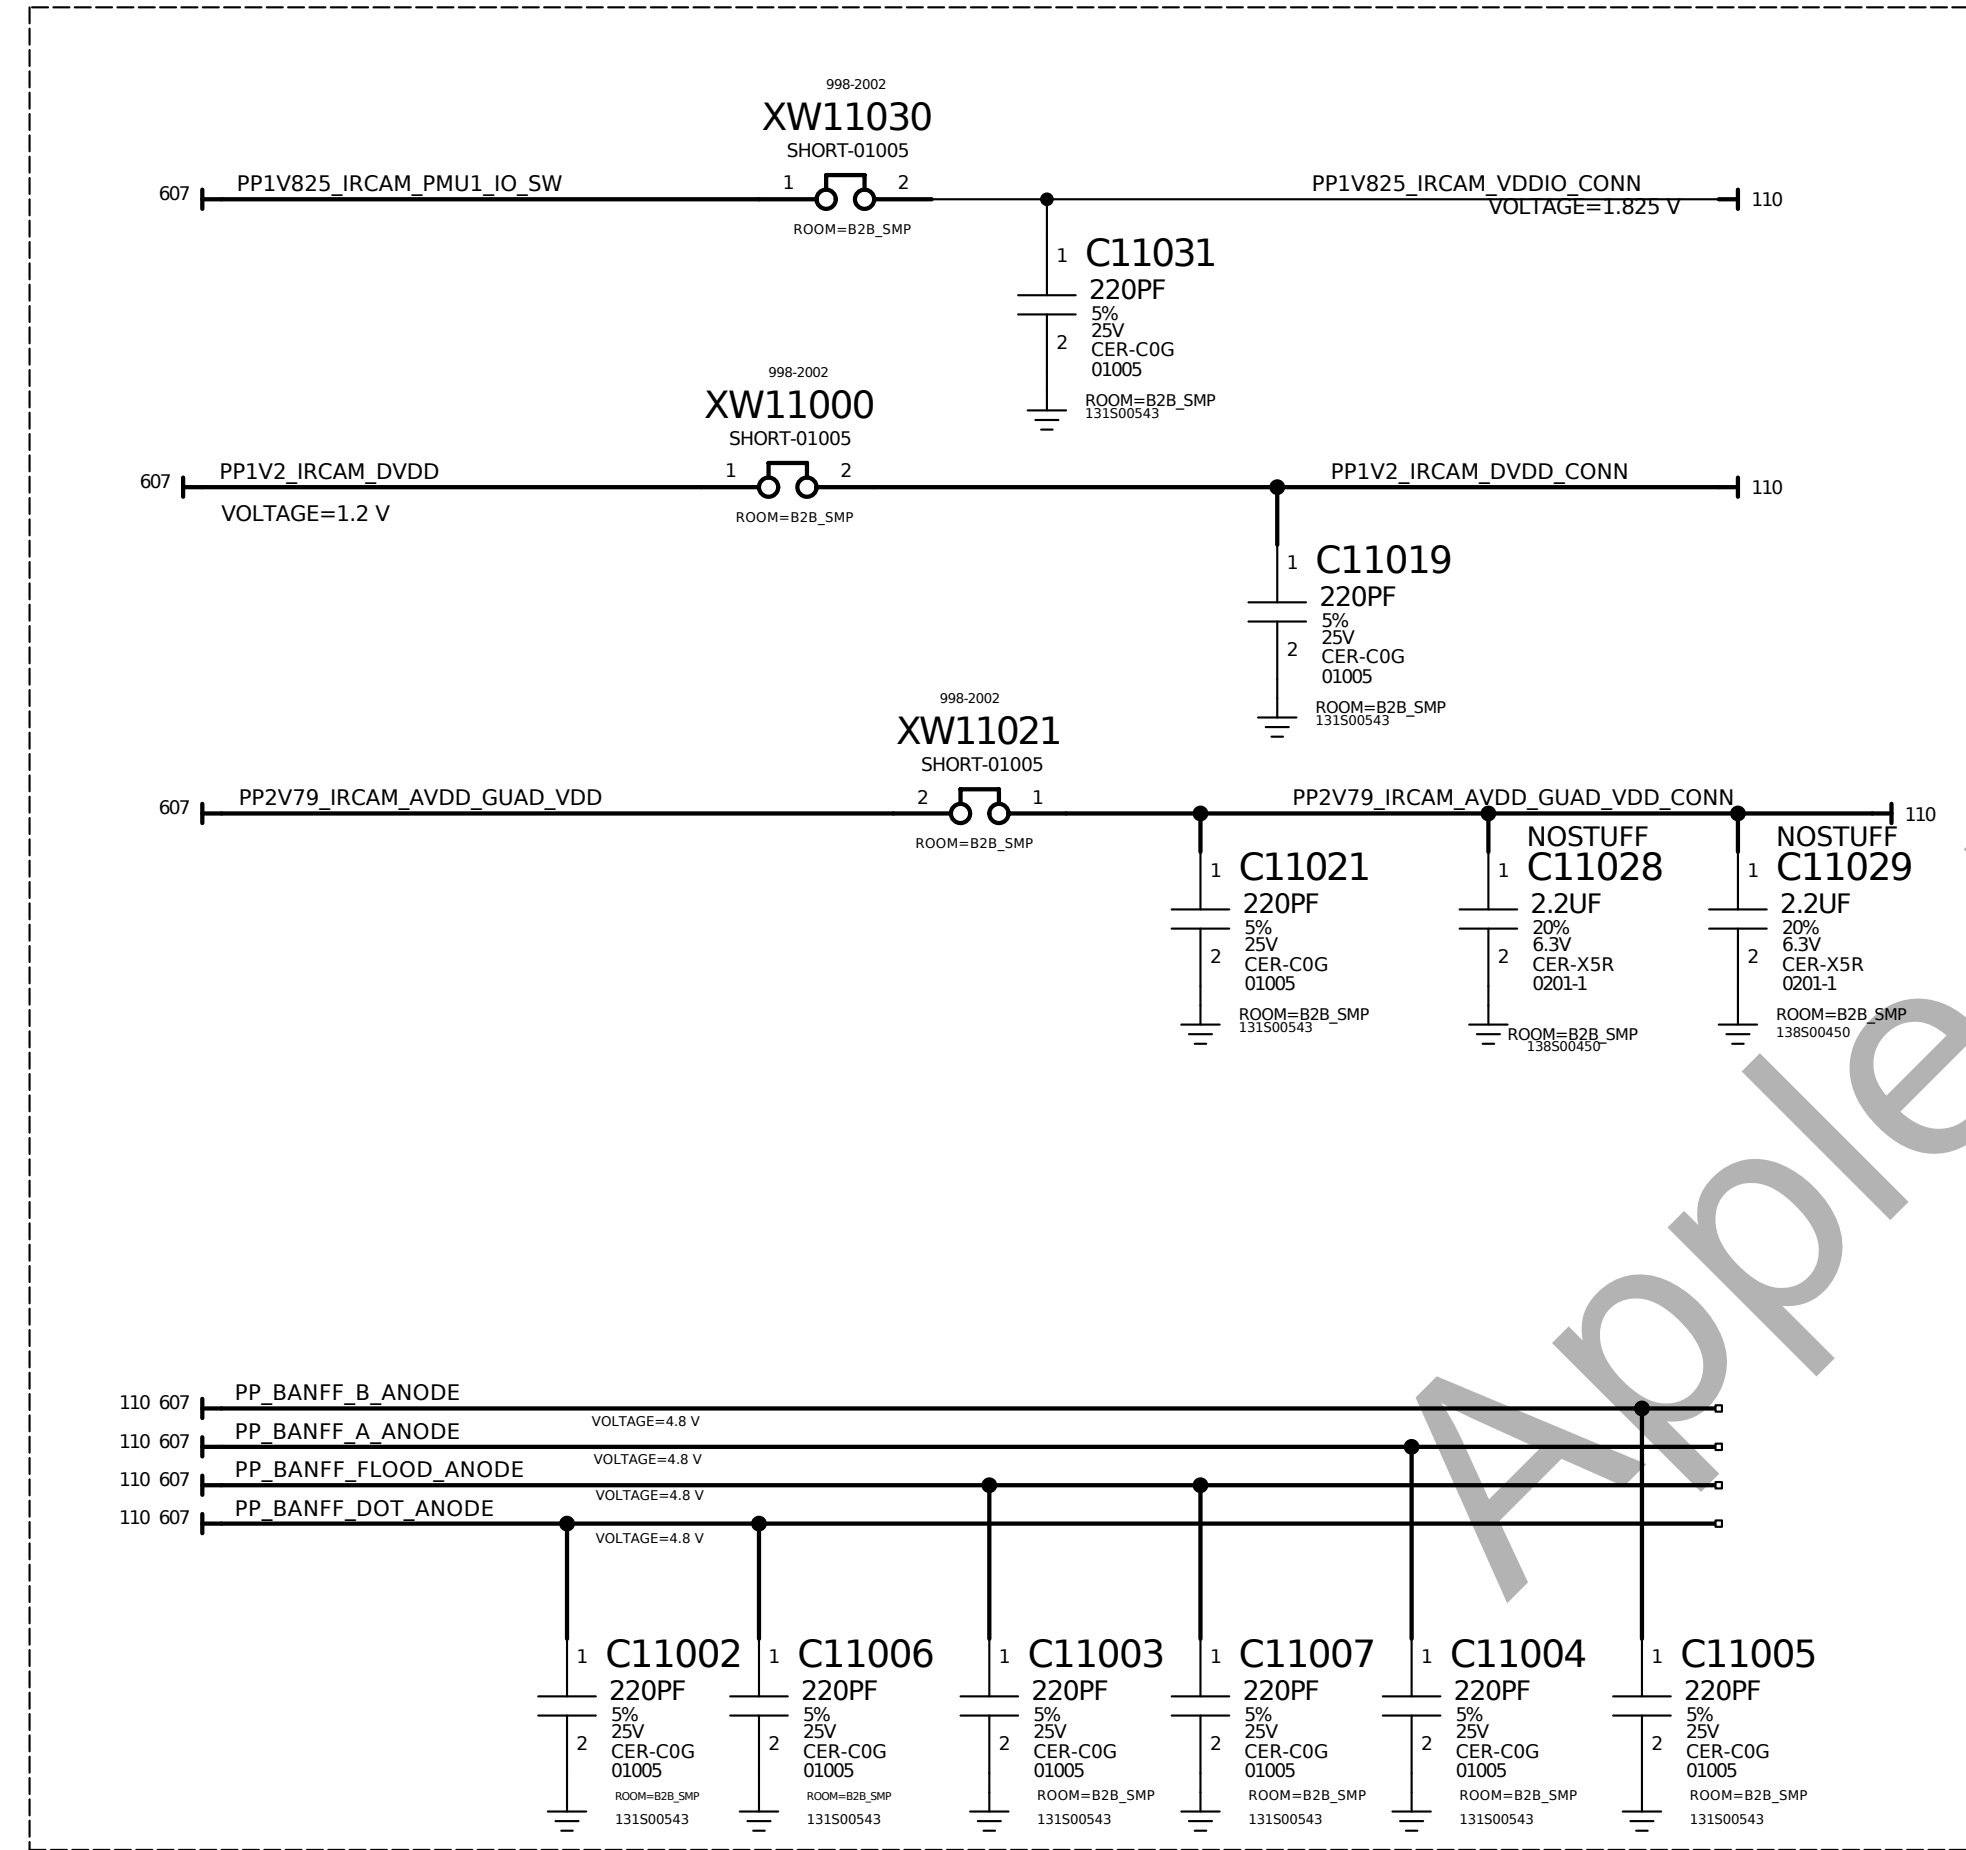 998-2002
XW11030
SHORT-01005
607 PP1V825_IRCAM_PMU1_IO_SW 1 2 PP1V825_IRCAM_VDDIO_CONN 110
VOLTAGE=1.825 V
ROOM=B2B_SMP
1 C11031
220PF
5%
25V
2 CER-C0G
01005
ROOM=B2B_SMP
131S00543
998-2002
XW11000
SHORT-01005
607 PP1V2_IRCAM_DVDD 1 2 PP1V2_IRCAM_DVDD_CONN 110
VOLTAGE=1.2 V
ROOM=B2B_SMP
1 C11019
220PF
5%
25V
2 CER-C0G
01005
ROOM=B2B_SMP
131S00543
998-2002
XW11021
SHORT-01005
607 PP2V79_IRCAM_AVDD_GUAD_VDD 2 1 PP2V79_IRCAM_AVDD_GUAD_VDD_CONN 110
ROOM=B2B_SMP
1 C11021
220PF
5%
25V
2 CER-C0G
01005
ROOM=B2B_SMP
131S00543
NOSTUFF
1 C11028
2.2UF
20%
6.3V
2 CER-X5R
0201-1
ROOM=B2B_SMP
138S00450
NOSTUFF
1 C11029
2.2UF
20%
6.3V
2 CER-X5R
0201-1
ROOM=B2B_SMP
138S00450
Apple
110 607 PP_BANFF_B_ANODE
VOLTAGE=4.8 V
110 607 PP_BANFF_A_ANODE
VOLTAGE=4.8 V
110 607 PP_BANFF_FLOOD_ANODE
VOLTAGE=4.8 V
110 607 PP_BANFF_DOT_ANODE
VOLTAGE=4.8 V
1 C11002
220PF
5%
25V
2 CER-C0G
01005
ROOM=B2B_SMP
131S00543
1 C11006
220PF
5%
25V
2 CER-C0G
01005
ROOM=B2B_SMP
131S00543
1 C11003
220PF
5%
25V
2 CER-C0G
01005
ROOM=B2B_SMP
131S00543
1 C11007
220PF
5%
25V
2 CER-C0G
01005
ROOM=B2B_SMP
131S00543
1 C11004
220PF
5%
25V
2 CER-C0G
01005
ROOM=B2B_SMP
131S00543
1 C11005
220PF
5%
25V
2 CER-C0G
01005
ROOM=B2B_SMP
131S00543